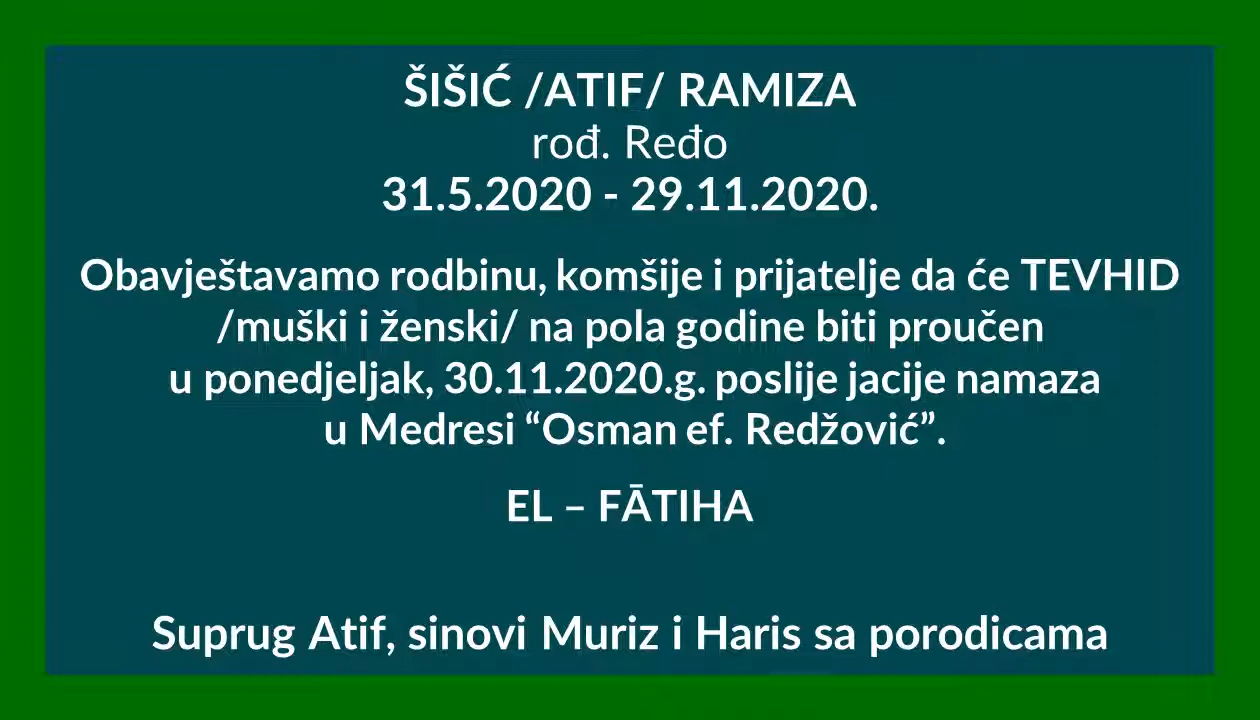 ŠIŠIĆ /ATIF/ RAMIZA
rođ. Ređo
31.5.2020 - 29.11.2020.
Obavještavamo rodbinu, komšije i prijatelje da će TEVHID
/muški i ženski/ na pola godine biti proučen
u ponedjeljak, 30.11.2020.g. poslije jacije namaza
u Medresi “Osman ef. Redžović”.
EL – FĀTIHA
Suprug Atif, sinovi Muriz i Haris sa porodicama